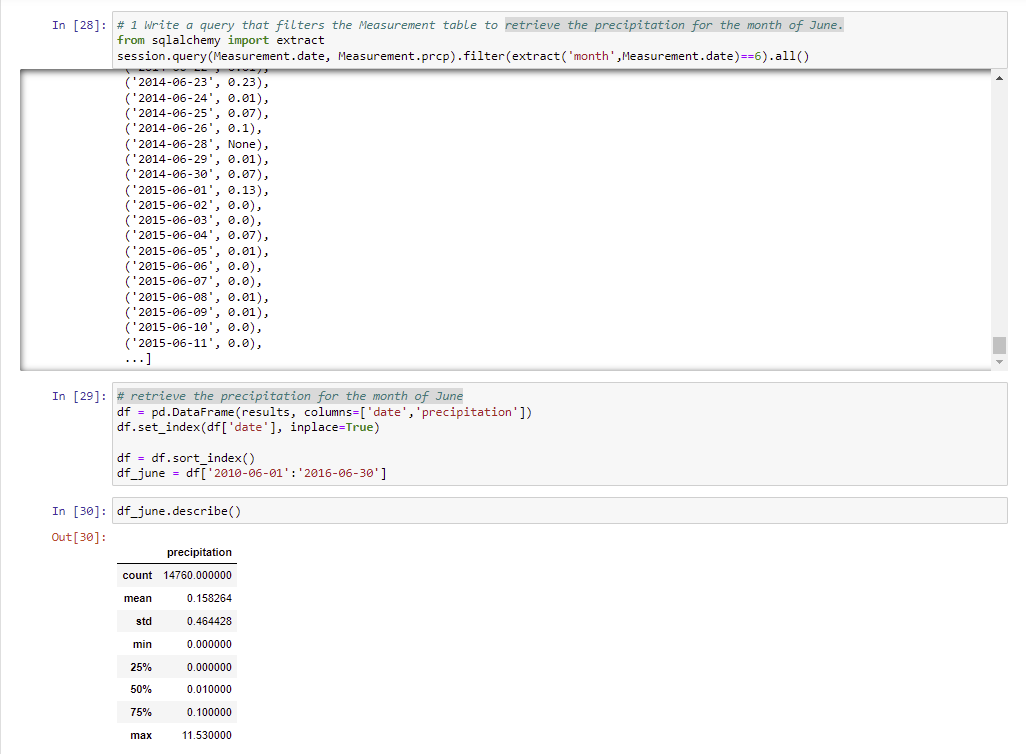 In [28]: # 1 Write a query that filters the Measurement table to retrieve the precipitation for the month of June.
from sqlalchemy import extract
session.query(Measurement.date, Measurement.prcp).filter(extract('month',Measurement.date)==6).all()
('2014-06-23', 0.23),
('2014-06-24', 0.01),
('2014-06-25', 0.07),
('2014-06-26', 0.1),
('2014-06-28', None),
('2014-06-29', 0.01),
('2014-06-30', 0.07),
('2015-06-01', 0.13),
('2015-06-02', 0.0),
('2015-06-03', 0.0),
('2015-06-04', 0.07),
('2015-06-05', 0.01),
('2015-06-06', 0.0),
('2015-06-07', 0.0),
('2015-06-08', 0.01),
('2015-06-09', 0.01),
('2015-06-10', 0.0),
('2015-06-11', 0.0),
...]
In [29]: # retrieve the precipitation for the month of June
df = pd.DataFrame(results, columns=['date','precipitation'])
df.set_index(df['date'], inplace=True)
df = df.sort_index()
df_june = df['2010-06-01':'2016-06-30']
In [30]: df_june.describe()
Out[30]:
precipitation
count 14760.000000
mean 0.158264
std 0.464428
min 0.000000
25% 0.000000
50% 0.010000
75% 0.100000
max 11.530000